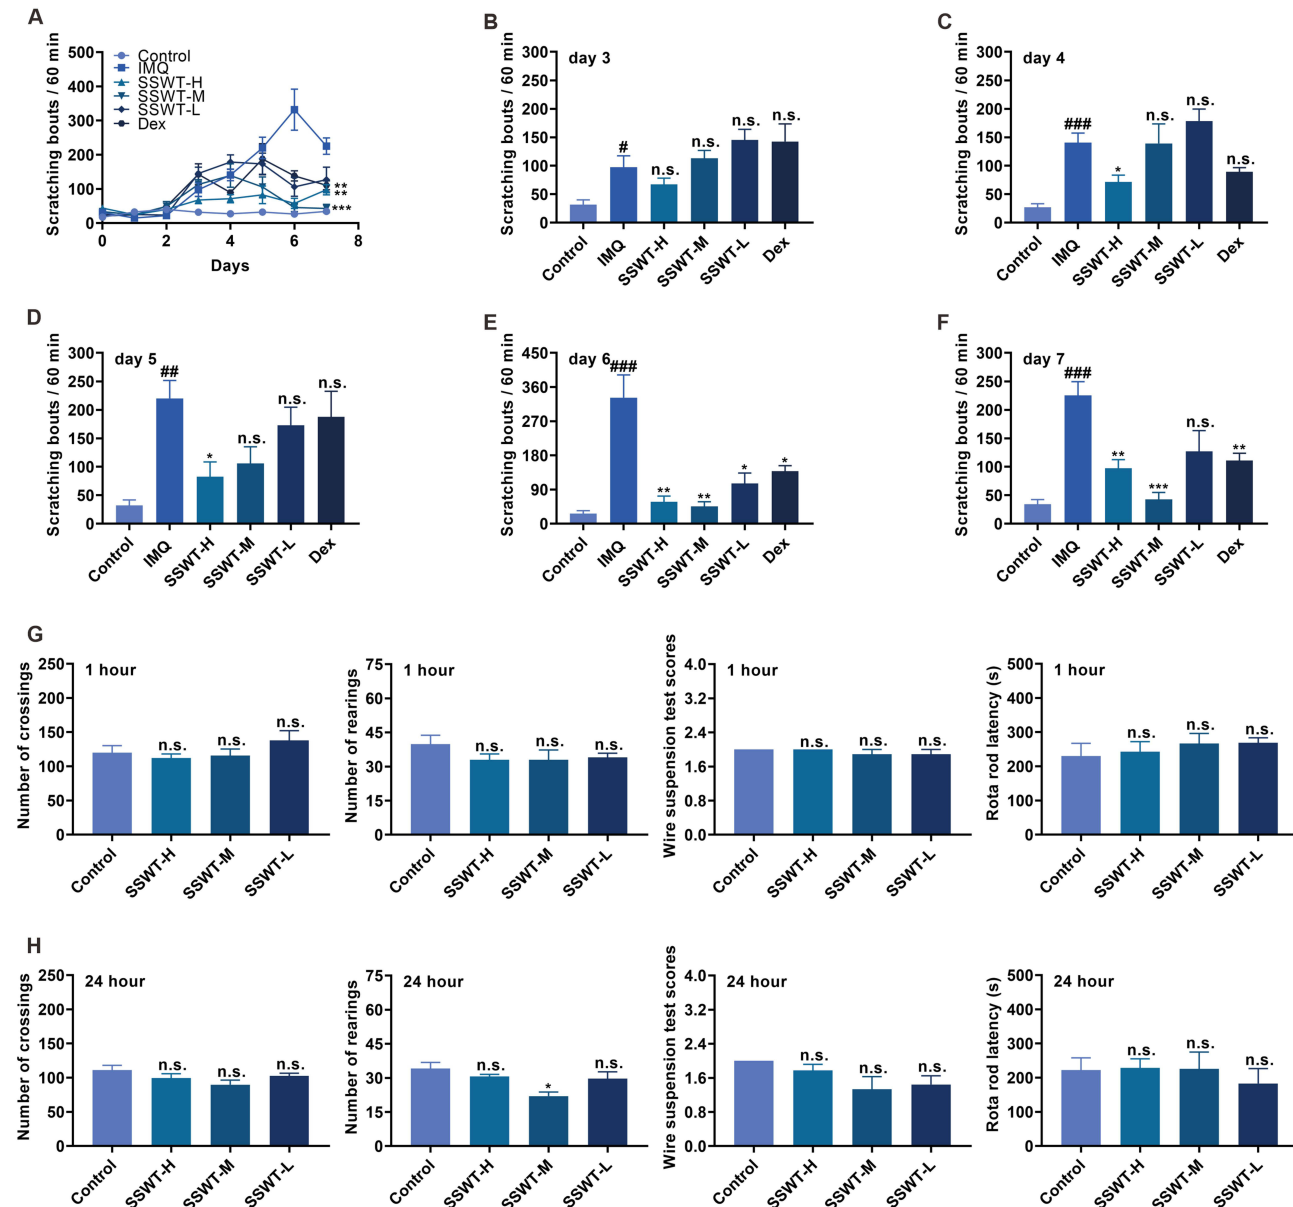 A
Scratching bouts / 60 min
500
400
300
200
100
0
Control
IMQ
SSWT-H
SSWT-M
SSWT-L
Dex
**
**
***
0 2 4 6 8
Days
B
Scratching bouts / 60 min
300
250
200
150
100
50
0
day 3
#
n.s.
n.s.
n.s.
n.s.
Control IMQ SSWT-H SSWT-M SSWT-L Dex
C
Scratching bouts / 60 min
300
250
200
150
100
50
0
day 4
###
*
n.s.
n.s.
n.s.
Control IMQ SSWT-H SSWT-M SSWT-L Dex
D
Scratching bouts / 60 min
300
250
200
150
100
50
0
day 5
##
*
n.s.
n.s.
n.s.
Control IMQ SSWT-H SSWT-M SSWT-L Dex
E
Scratching bouts / 60 min
450
360
270
180
90
0
day 6
###
**
**
*
*
Control IMQ SSWT-H SSWT-M SSWT-L Dex
F
Scratching bouts / 60 min
300
250
200
150
100
50
0
day 7
###
**
***
n.s.
**
Control IMQ SSWT-H SSWT-M SSWT-L Dex
G
Number of crossings
250
200
150
100
50
0
1 hour
n.s. n.s. n.s.
Control SSWT-H SSWT-M SSWT-L
Number of rearings
75
60
45
30
15
0
1 hour
n.s. n.s. n.s.
Control SSWT-H SSWT-M SSWT-L
Wire suspension test scores
4.0
3.2
2.4
1.6
0.8
0.0
1 hour
n.s. n.s. n.s.
Control SSWT-H SSWT-M SSWT-L
Rota rod latency (s)
500
400
300
200
100
0
1 hour
n.s. n.s. n.s.
Control SSWT-H SSWT-M SSWT-L
H
Number of crossings
250
200
150
100
50
0
24 hour
n.s. n.s. n.s.
Control SSWT-H SSWT-M SSWT-L
Number of rearings
75
60
45
30
15
0
24 hour
n.s. * n.s.
Control SSWT-H SSWT-M SSWT-L
Wire suspension test scores
4.0
3.2
2.4
1.6
0.8
0.0
24 hour
n.s. n.s. n.s.
Control SSWT-H SSWT-M SSWT-L
Rota rod latency (s)
500
400
300
200
100
0
24 hour
n.s. n.s. n.s.
Control SSWT-H SSWT-M SSWT-L